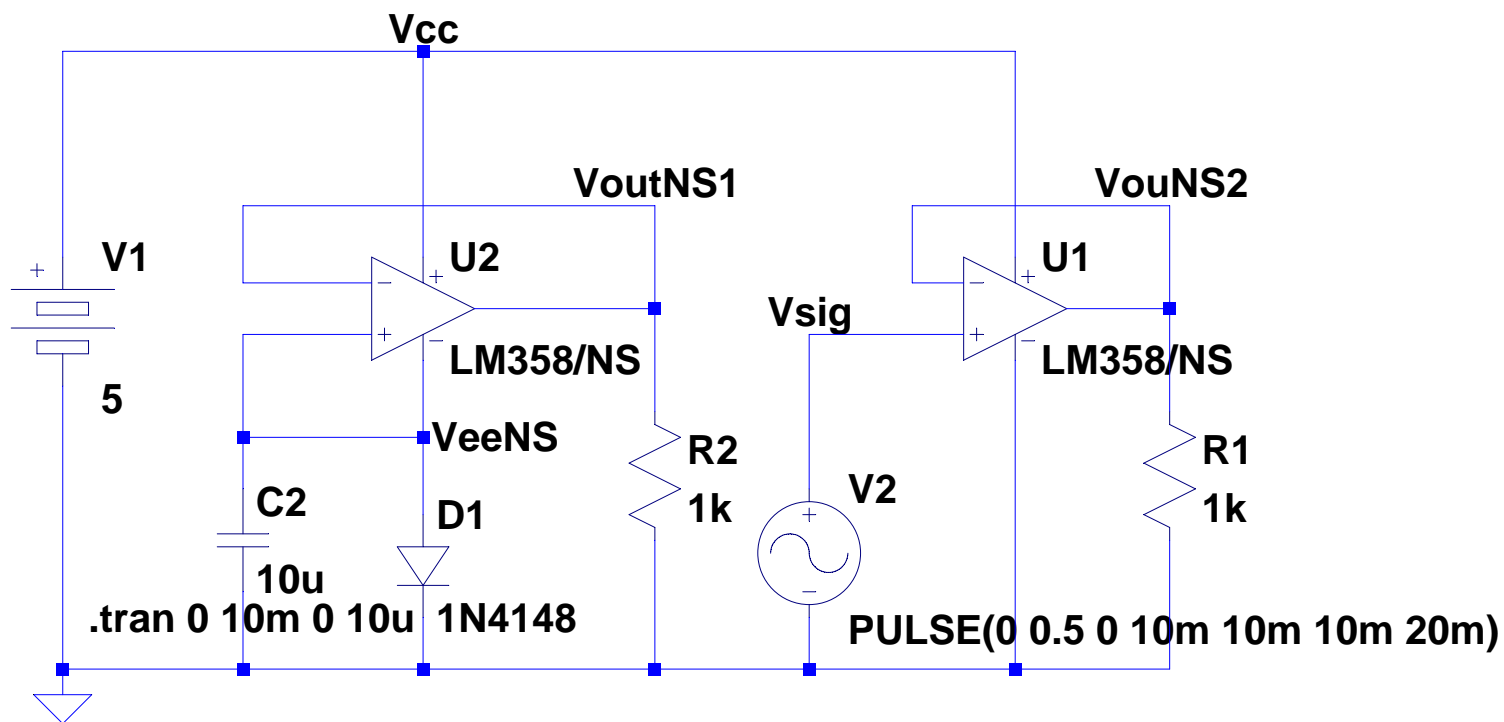 Vcc
VoutNS1
VouNS2
V1
U2
U1
Vsig
LM358/NS
LM358/NS
5
VeeNS
R2
R1
V2
C2
D1
1k
1k
10u
.tran 0 10m 0 10u
1N4148
PULSE(0 0.5 0 10m 10m 10m 20m)